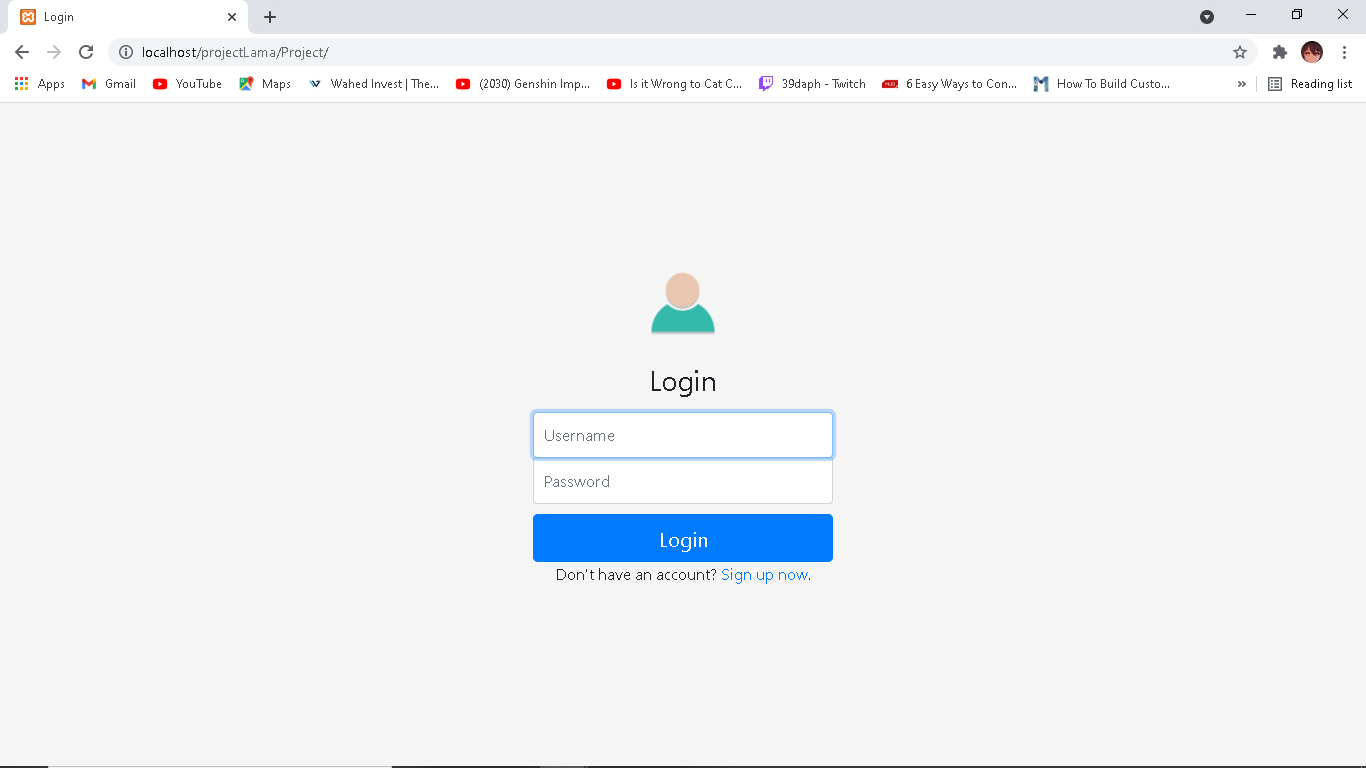 Login
localhost/projectLama/Project/
Apps Gmail YouTube Maps Wahed Invest | The... (2030) Genshin Imp... Is it Wrong to Cat C... 39daph - Twitch 6 Easy Ways to Con... How To Build Custo... » Reading list
Login
Username
Password
Login
Don't have an account? Sign up now.